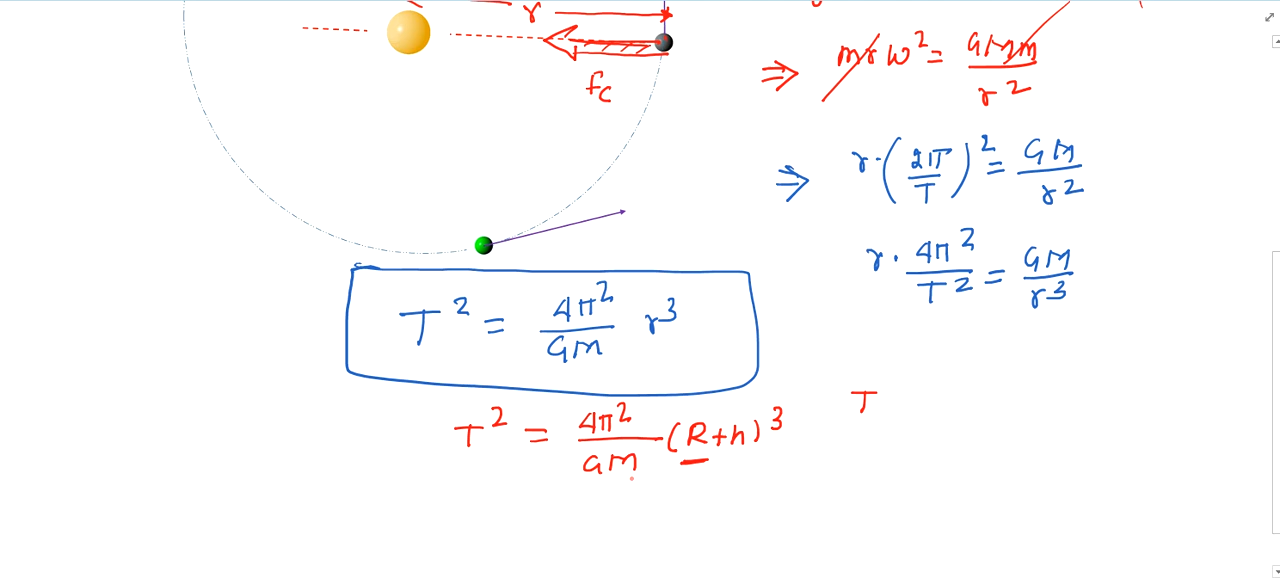 r
fc
⇒ mrω² = GMm/r²
⇒ r·(2π/T)² = GM/r²
r · 4π²/T² = GM/r³
T² = 4π²/GM r³
T² = 4π²/GM (R+h)³
T